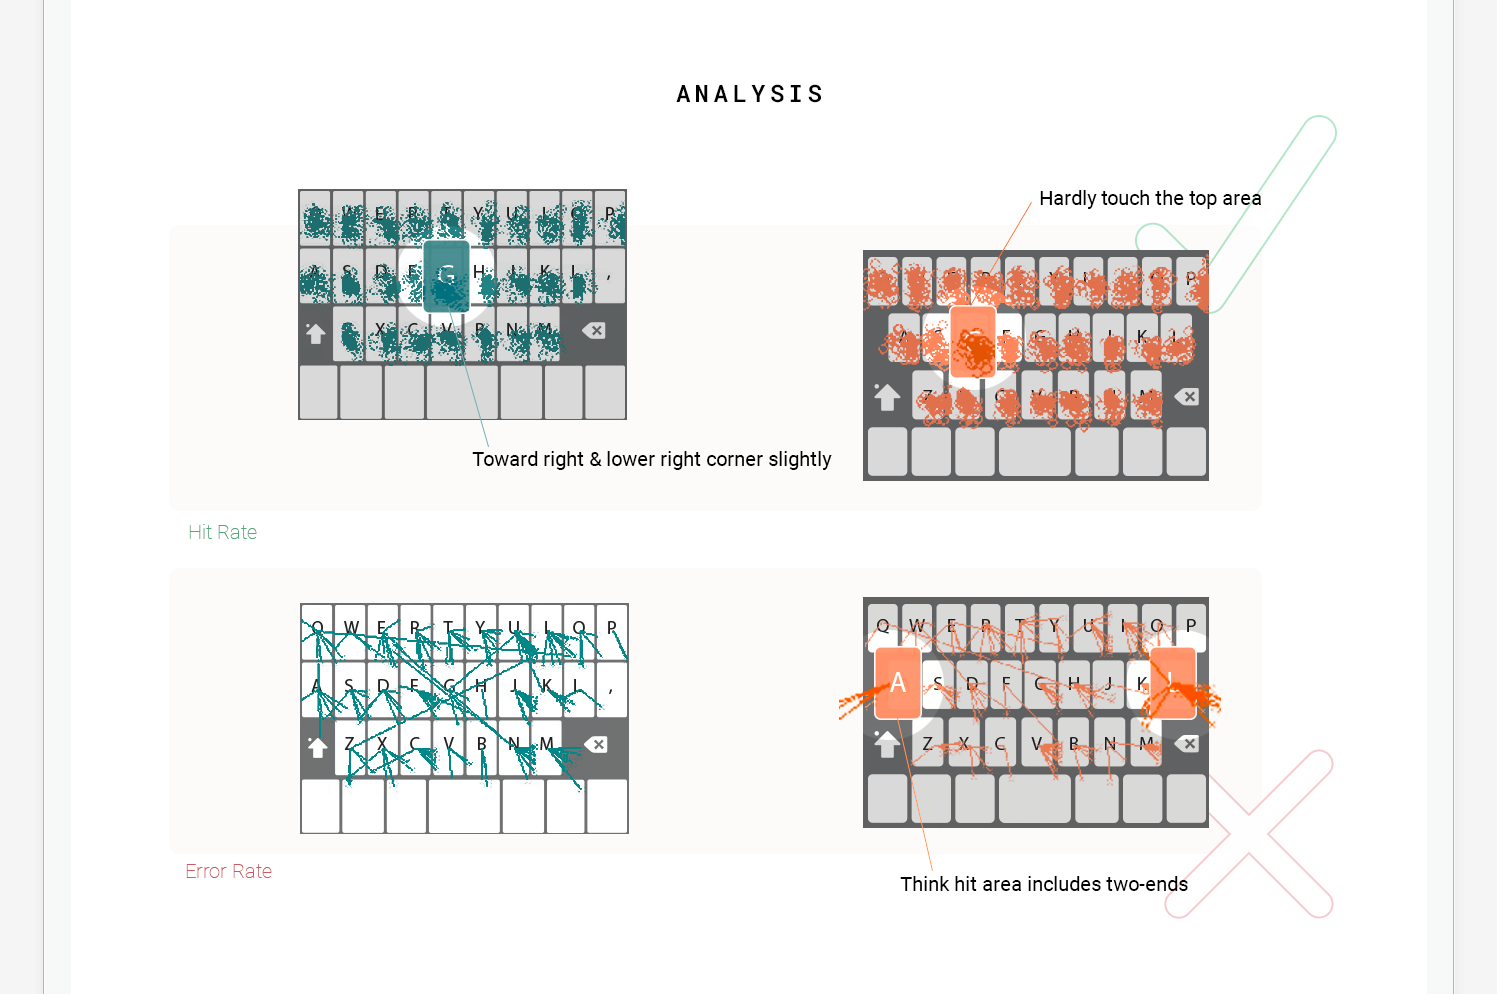 ANALYSIS
Hardly touch the top area
W E R T Y U I O P
A S D F G H J K L ,
X C V B N M
P
A G H J K L
Z C V B N M
Toward right & lower right corner slightly
Hit Rate
Q W E R T Y U I O P
A S D F G H J K L ,
Z X C V B N M
Q W E R T Y U I O P
A S D F G H J K L
Z X C V B N M
Error Rate
Think hit area includes two-ends